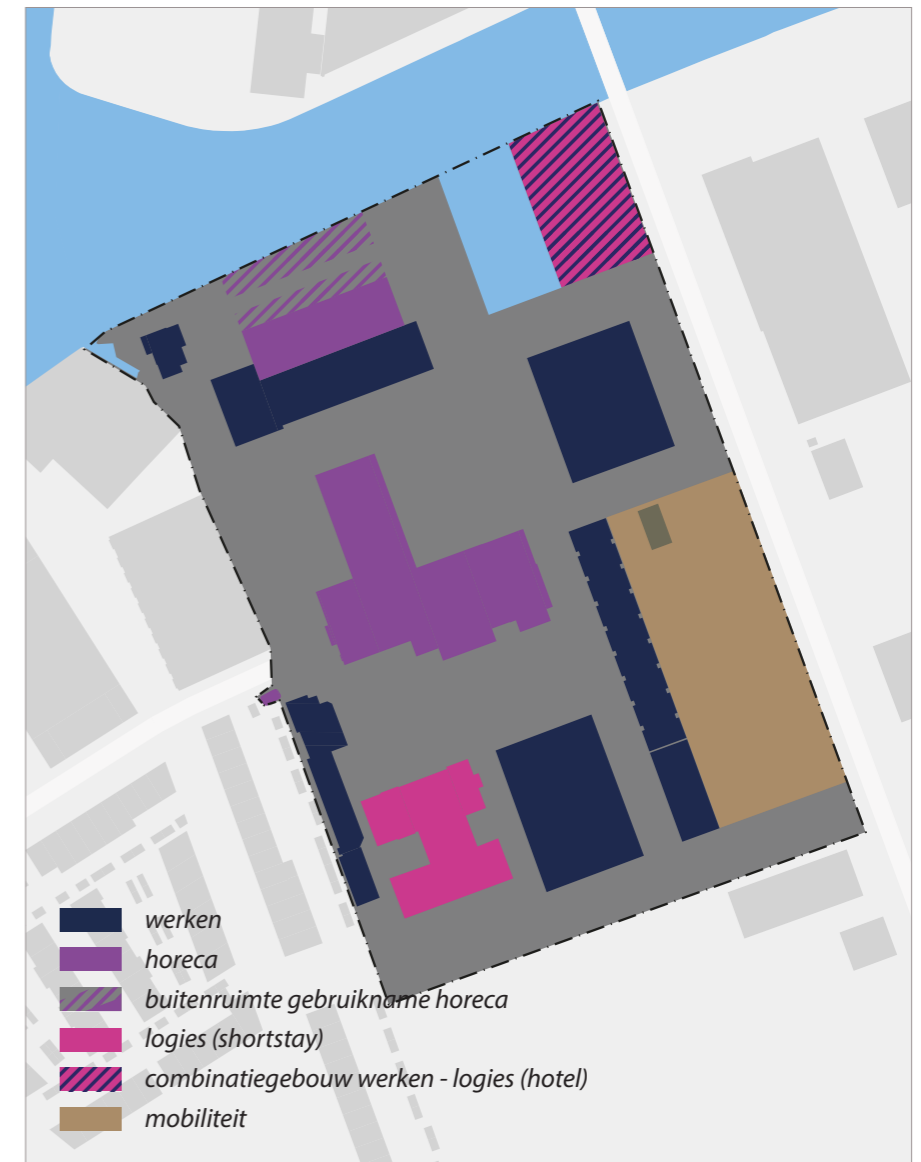 werken
horeca
buitenruimte gebruikname horeca
logies (shortstay)
combinatiegebouw werken - logies (hotel)
mobiliteit